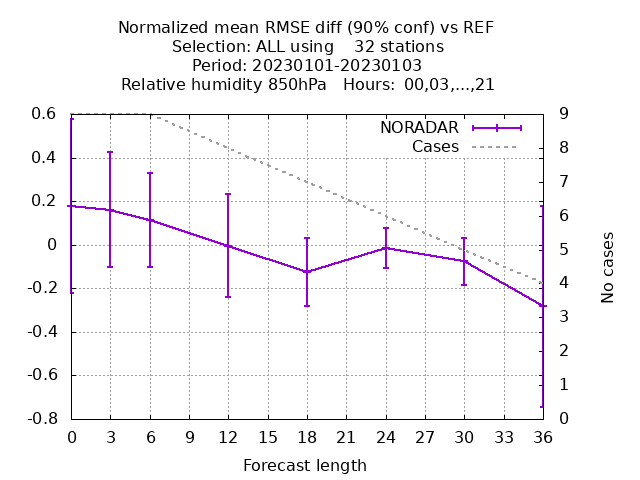 Normalized mean RMSE diff (90% conf) vs REF
Selection: ALL using    32 stations
Period: 20230101-20230103
Relative humidity 850hPa   Hours:  00,03,...,21
NORADAR
Cases
0.6
0.4
0.2
0
-0.2
-0.4
-0.6
-0.8
9
8
7
6
5
4
3
2
1
0
No cases
0 3 6 9 12 15 18 21 24 27 30 33 36
Forecast length